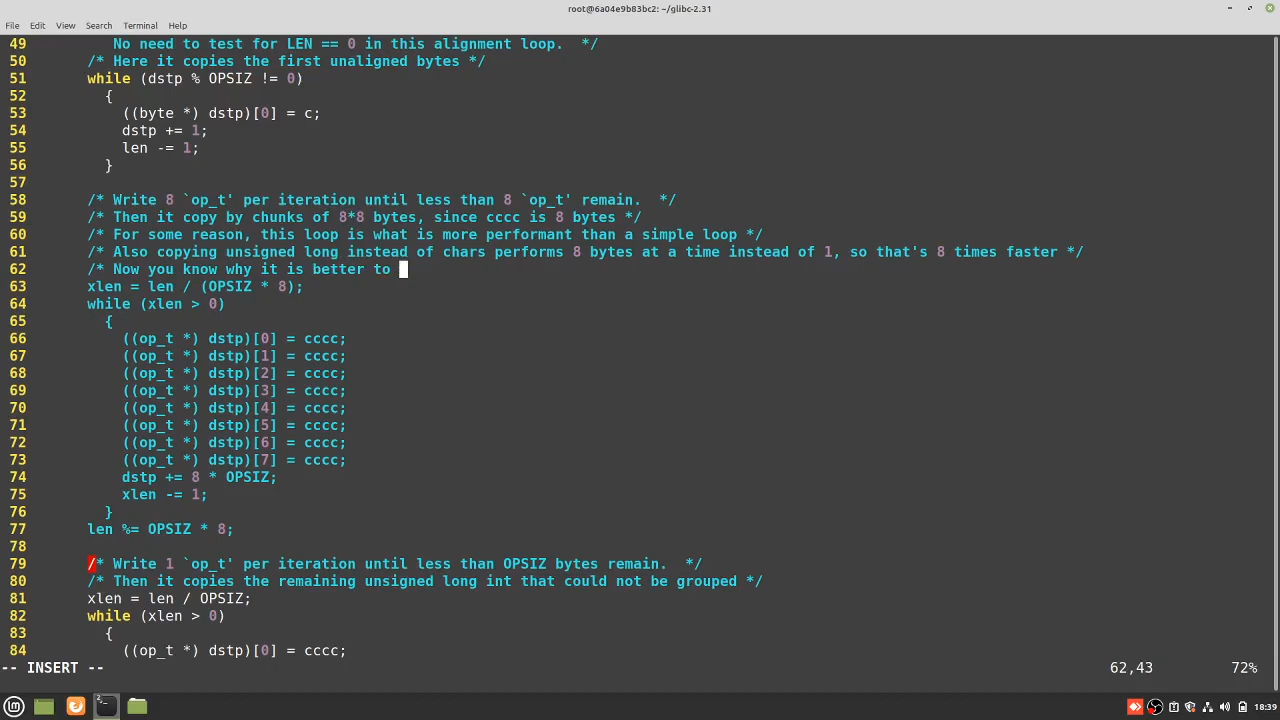 root@6a04e9b83bc2: ~/glibc-2.31
File Edit View Search Terminal Help
49 No need to test for LEN == 0 in this alignment loop.  */
50 /* Here it copies the first unaligned bytes */
51 while (dstp % OPSIZ != 0)
52 {
53 ((byte *) dstp)[0] = c;
54 dstp += 1;
55 len -= 1;
56 }
57
58 /* Write 8 `op_t' per iteration until less than 8 `op_t' remain.  */
59 /* Then it copy by chunks of 8*8 bytes, since cccc is 8 bytes */
60 /* For some reason, this loop is what is more performant than a simple loop */
61 /* Also copying unsigned long instead of chars performs 8 bytes at a time instead of 1, so that's 8 times faster */
62 /* Now you know why it is better to
63 xlen = len / (OPSIZ * 8);
64 while (xlen > 0)
65 {
66 ((op_t *) dstp)[0] = cccc;
67 ((op_t *) dstp)[1] = cccc;
68 ((op_t *) dstp)[2] = cccc;
69 ((op_t *) dstp)[3] = cccc;
70 ((op_t *) dstp)[4] = cccc;
71 ((op_t *) dstp)[5] = cccc;
72 ((op_t *) dstp)[6] = cccc;
73 ((op_t *) dstp)[7] = cccc;
74 dstp += 8 * OPSIZ;
75 xlen -= 1;
76 }
77 len %= OPSIZ * 8;
78
79 /* Write 1 `op_t' per iteration until less than OPSIZ bytes remain.  */
80 /* Then it copies the remaining unsigned long int that could not be grouped */
81 xlen = len / OPSIZ;
82 while (xlen > 0)
83 {
84 ((op_t *) dstp)[0] = cccc;
-- INSERT -- 62,43 72%
18:39